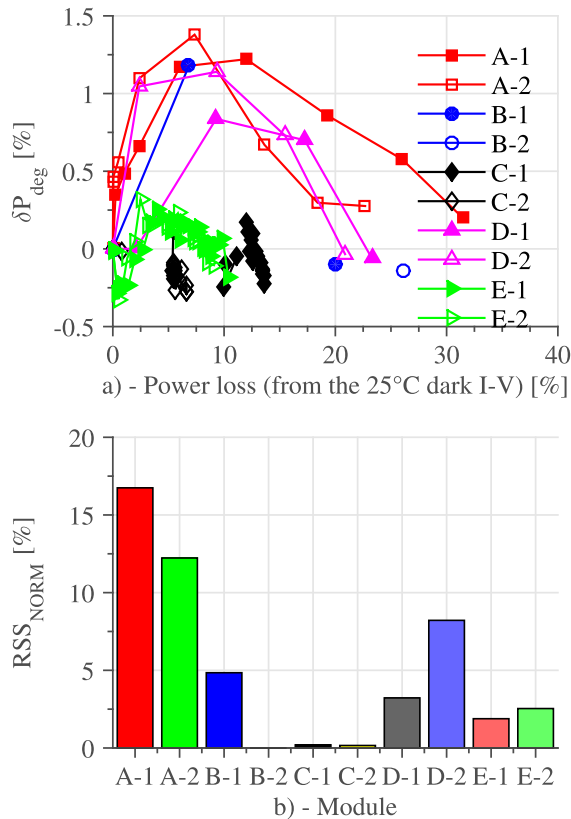 1.5
1
0.5
0
-0.5
δP_deg [%]
A-1
A-2
B-1
B-2
C-1
C-2
D-1
D-2
E-1
E-2
0 10 20 30 40
a) - Power loss (from the 25°C dark I-V) [%]
20
15
10
5
0
RSS_NORM [%]
A-1 A-2 B-1 B-2 C-1 C-2 D-1 D-2 E-1 E-2
b) - Module